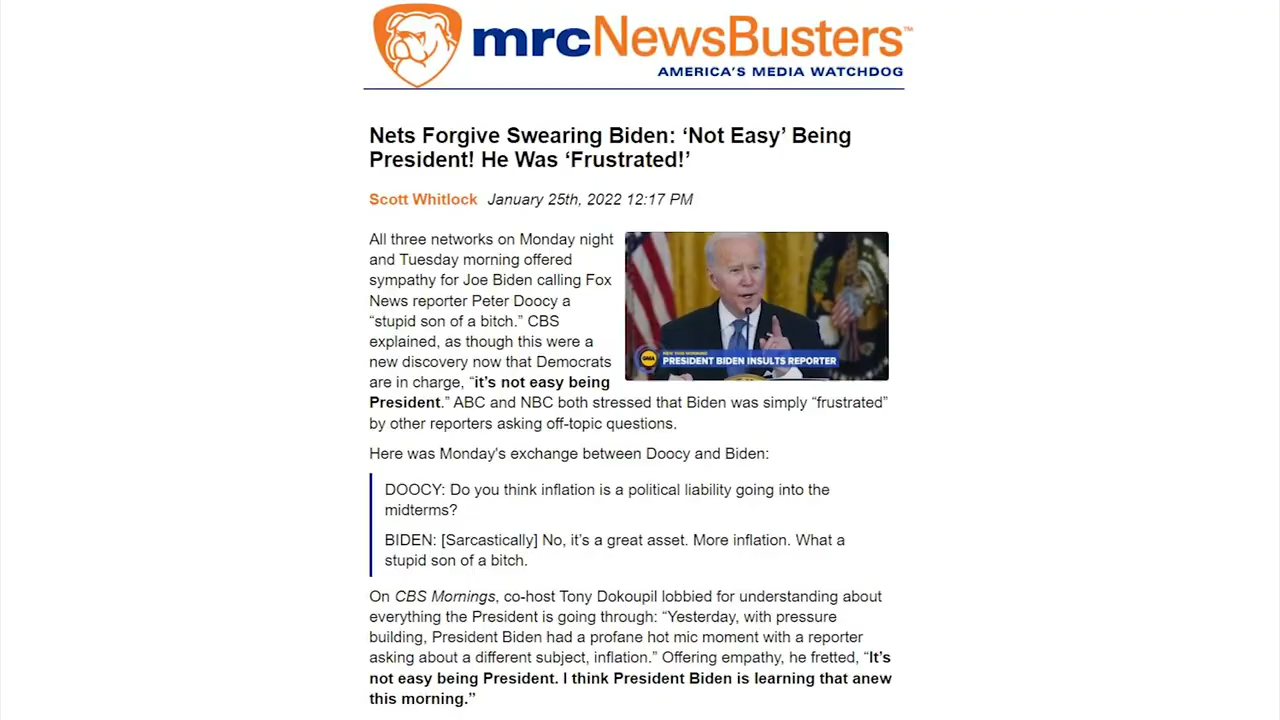 mrcNewsBusters™
AMERICA'S MEDIA WATCHDOG
Nets Forgive Swearing Biden: ‘Not Easy’ Being
President! He Was ‘Frustrated!’
Scott Whitlock January 25th, 2022 12:17 PM
All three networks on Monday night
and Tuesday morning offered
sympathy for Joe Biden calling Fox
News reporter Peter Doocy a
“stupid son of a bitch.” CBS
explained, as though this were a
new discovery now that Democrats
are in charge, “it’s not easy being
President.” ABC and NBC both stressed that Biden was simply “frustrated”
by other reporters asking off-topic questions.
GMA
NEW THIS MORNING
PRESIDENT BIDEN INSULTS REPORTER
Here was Monday's exchange between Doocy and Biden:
DOOCY: Do you think inflation is a political liability going into the
midterms?
BIDEN: [Sarcastically] No, it’s a great asset. More inflation. What a
stupid son of a bitch.
On CBS Mornings, co-host Tony Dokoupil lobbied for understanding about
everything the President is going through: “Yesterday, with pressure
building, President Biden had a profane hot mic moment with a reporter
asking about a different subject, inflation.” Offering empathy, he fretted, “It’s
not easy being President. I think President Biden is learning that anew
this morning.”